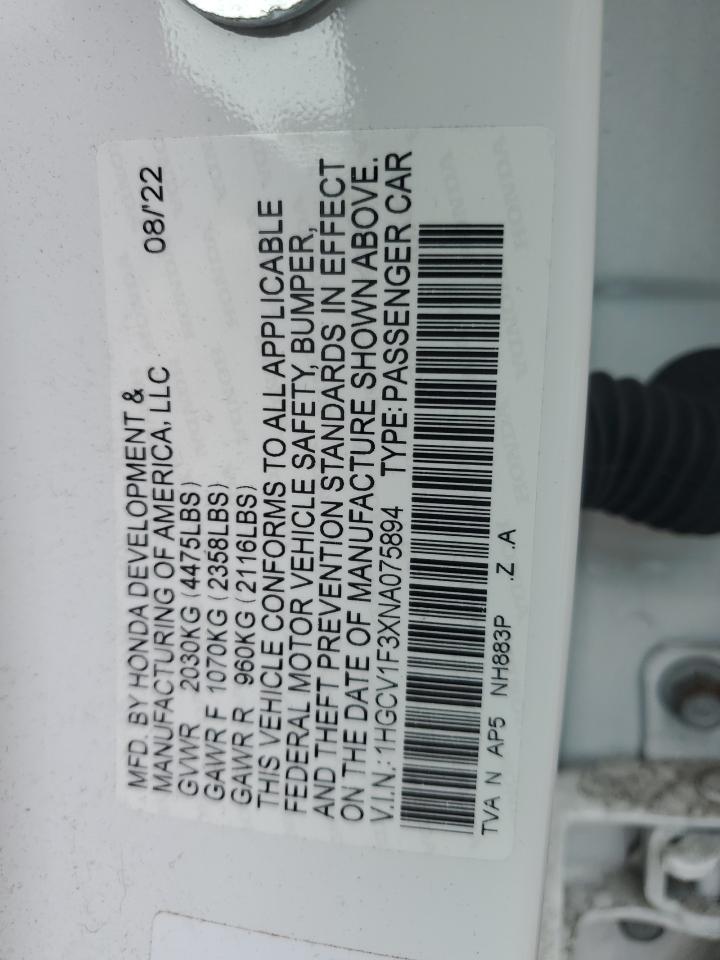 MFD. BY HONDA DEVELOPMENT &
MANUFACTURING OF AMERICA, LLC 08/'22
GVWR 2030KG (4475LBS)
GAWR F 1070KG (2358LBS)
GAWR R 960KG (2116LBS)
THIS VEHICLE CONFORMS TO ALL APPLICABLE
FEDERAL MOTOR VEHICLE SAFETY, BUMPER,
AND THEFT PREVENTION STANDARDS IN EFFECT
ON THE DATE OF MANUFACTURE SHOWN ABOVE.
V.I.N.: 1HGCV1F3XNA075894 TYPE: PASSENGER CAR
TVA N AP5 NH883P .Z .A